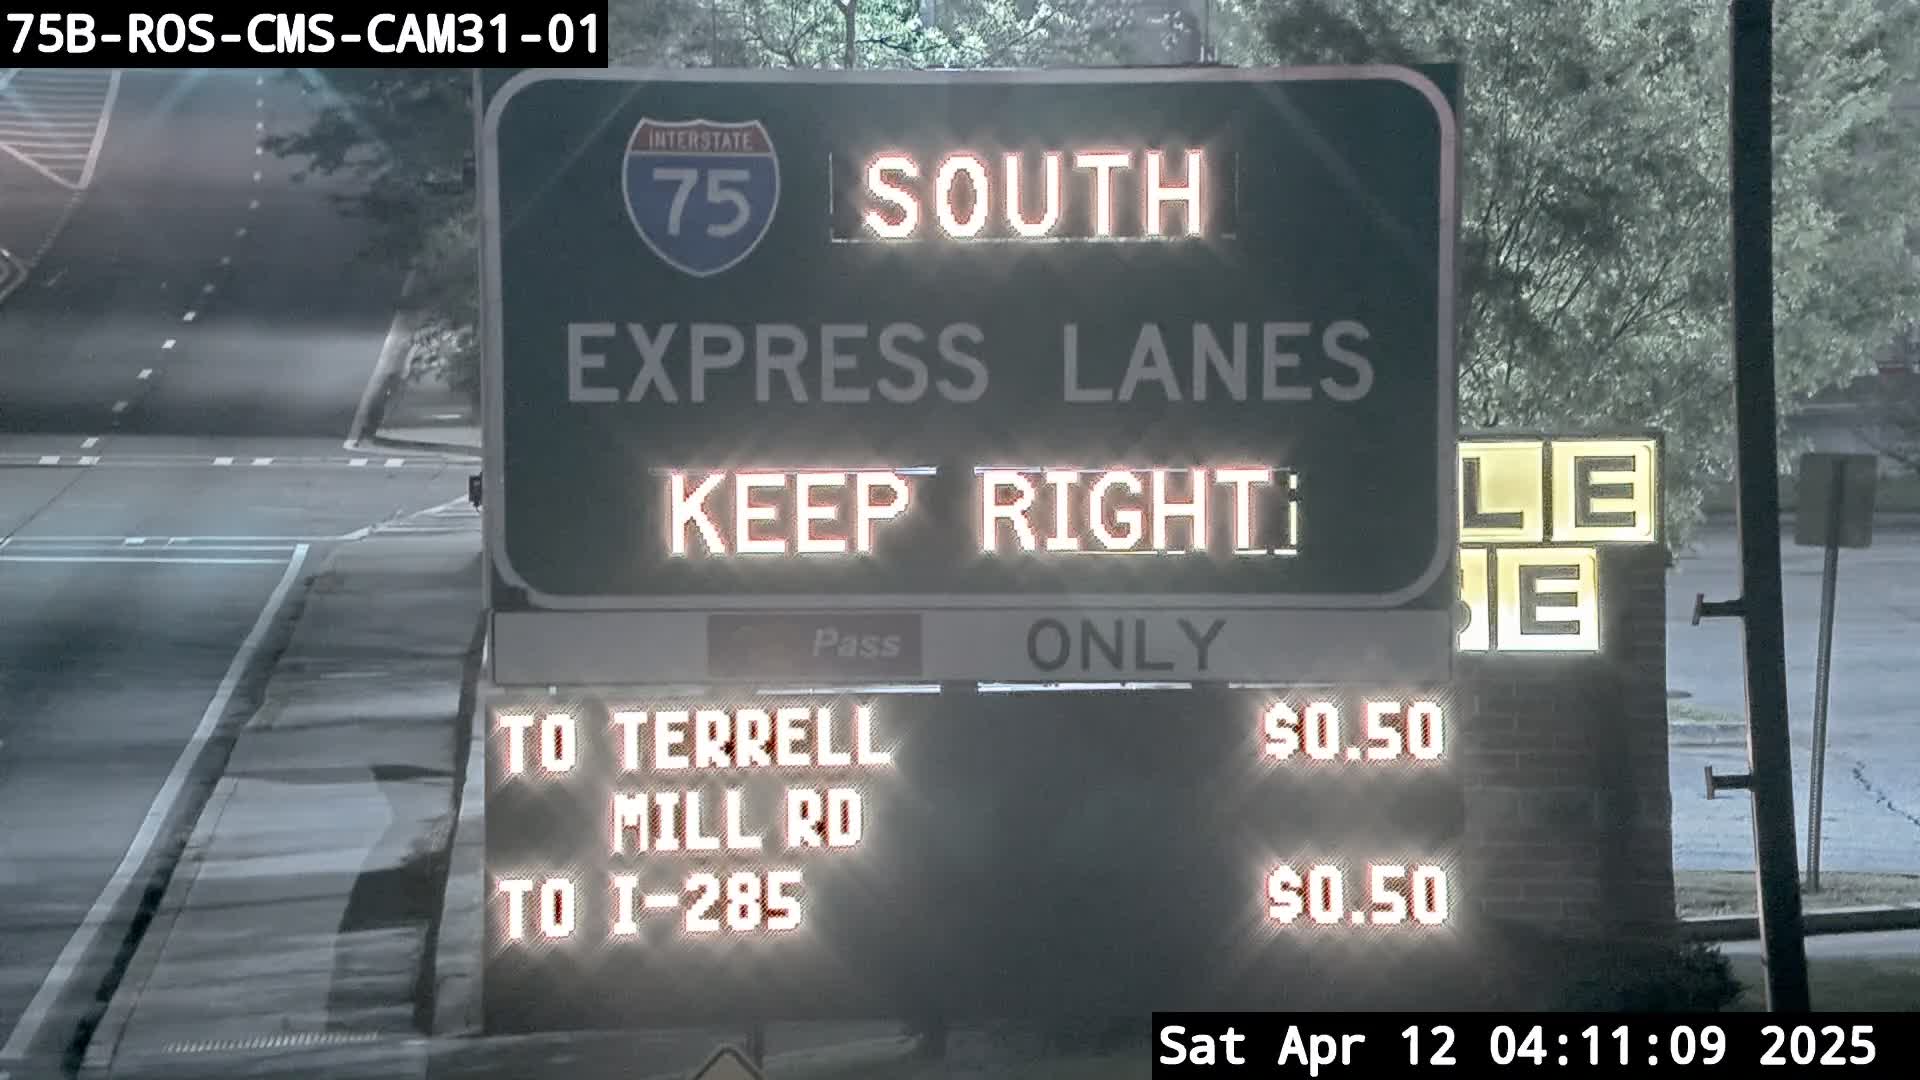 75B-ROS-CMS-CAM31-01
INTERSTATE
75
SOUTH
EXPRESS LANES
KEEP RIGHT
Pass ONLY
TO TERRELL $0.50
MILL RD
TO I-285 $0.50
LE
E
Sat Apr 12 04:11:09 2025